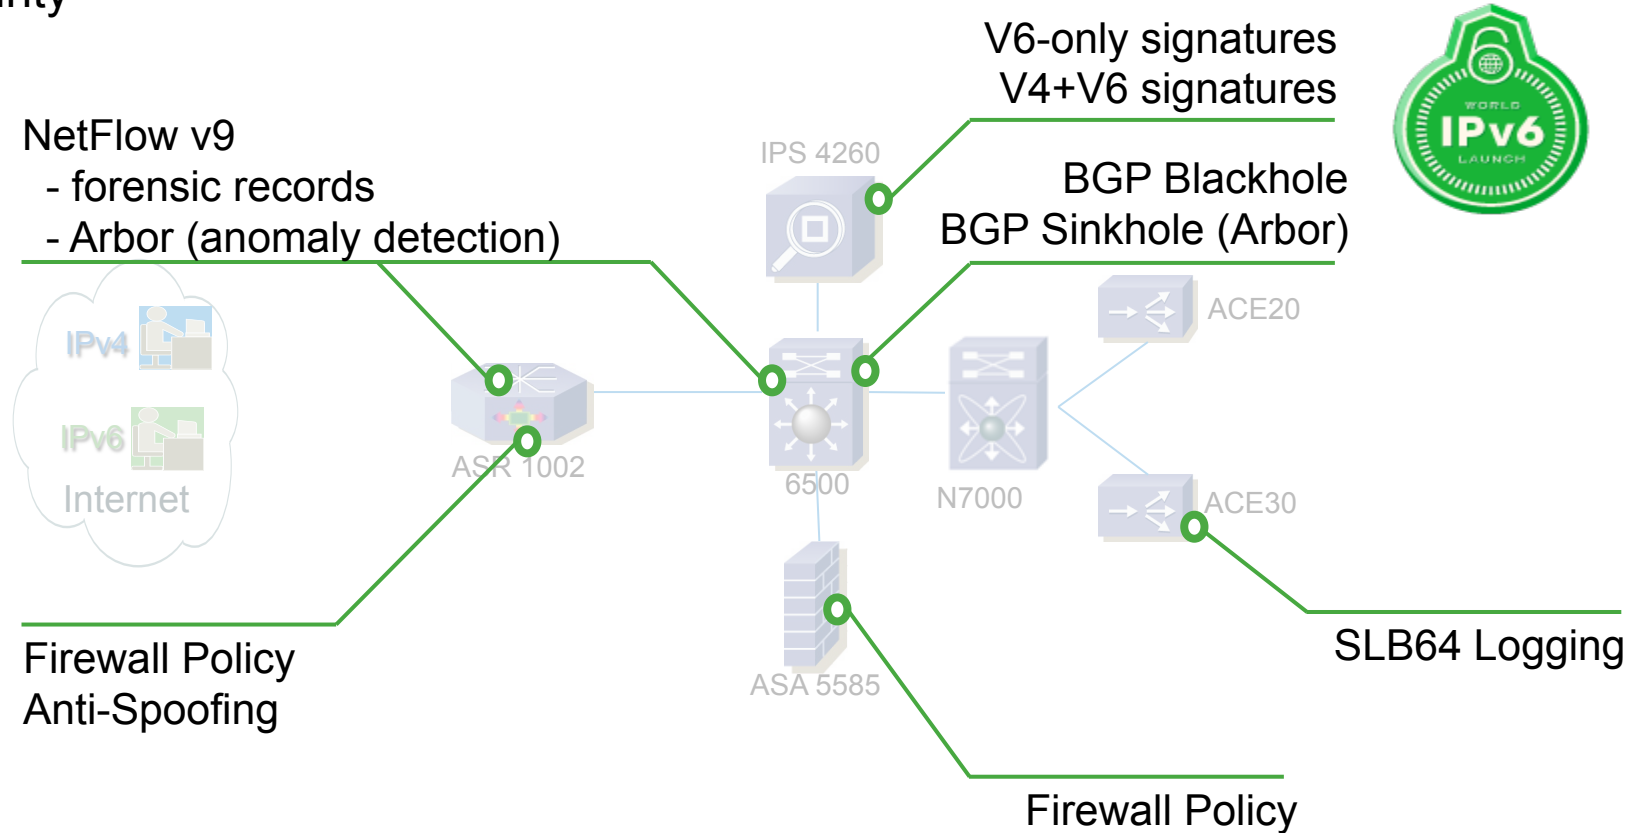 V6-only signatures
V4+V6 signatures
WORLD
IPv6
LAUNCH
NetFlow v9
- forensic records
- Arbor (anomaly detection)
IPS 4260
BGP Blackhole
BGP Sinkhole (Arbor)
ACE20
IPv4
IPv6
Internet
ASR 1002
6500
N7000
ACE30
SLB64 Logging
Firewall Policy
Anti-Spoofing
ASA 5585
Firewall Policy